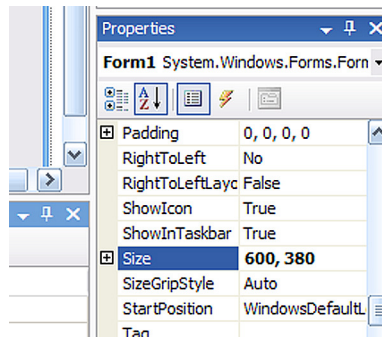 Properties
Form1 System.Windows.Forms.Forn
A
Z
Padding 0, 0, 0, 0
RightToLeft No
RightToLeftLayc False
ShowIcon True
ShowInTaskbar True
Size 600, 380
SizeGripStyle Auto
StartPosition WindowsDefaultL
Tag